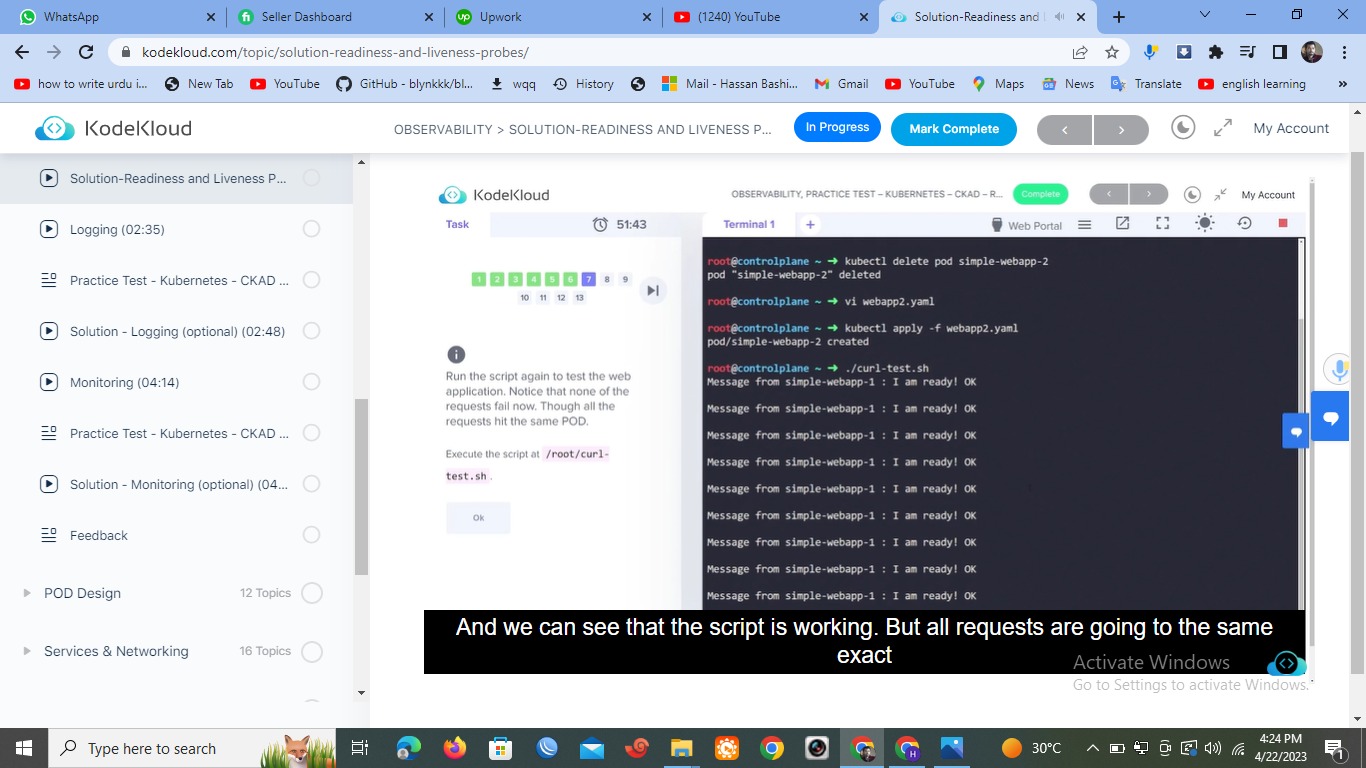 WhatsApp
Seller Dashboard
Upwork
(1240) YouTube
Solution-Readiness and L
kodekloud.com/topic/solution-readiness-and-liveness-probes/
how to write urdu i...
New Tab
YouTube
GitHub - blynkkk/bl...
wqq
History
Mail - Hassan Bashi...
Gmail
YouTube
Maps
News
Translate
english learning
KodeKloud
OBSERVABILITY > SOLUTION-READINESS AND LIVENESS P...
In Progress
Mark Complete
< >
My Account
Solution-Readiness and Liveness P...
Logging (02:35)
Practice Test - Kubernetes - CKAD ...
Solution - Logging (optional) (02:48)
Monitoring (04:14)
Practice Test - Kubernetes - CKAD ...
Solution - Monitoring (optional) (04...
Feedback
POD Design 12 Topics
Services & Networking 16 Topics
KodeKloud
OBSERVABILITY, PRACTICE TEST – KUBERNETES – CKAD – R...
Complete
< >
My Account
Task
51:43
Terminal 1
+
Web Portal
1 2 3 4 5 6 7 8 9
10 11 12 13
Run the script again to test the web
application. Notice that none of the
requests fail now. Though all the
requests hit the same POD.
Execute the script at /root/curl-
test.sh .
Ok
root@controlplane ~ ➜ kubectl delete pod simple-webapp-2
pod "simple-webapp-2" deleted
root@controlplane ~ ➜ vi webapp2.yaml
root@controlplane ~ ➜ kubectl apply -f webapp2.yaml
pod/simple-webapp-2 created
root@controlplane ~ ➜ ./curl-test.sh
Message from simple-webapp-1 : I am ready! OK
Message from simple-webapp-1 : I am ready! OK
Message from simple-webapp-1 : I am ready! OK
Message from simple-webapp-1 : I am ready! OK
Message from simple-webapp-1 : I am ready! OK
Message from simple-webapp-1 : I am ready! OK
Message from simple-webapp-1 : I am ready! OK
Message from simple-webapp-1 : I am ready! OK
Message from simple-webapp-1 : I am ready! OK
And we can see that the script is working. But all requests are going to the same
exact
Activate Windows
Go to Settings to activate Windows.
Type here to search
30°C
4:24 PM
4/22/2023
1